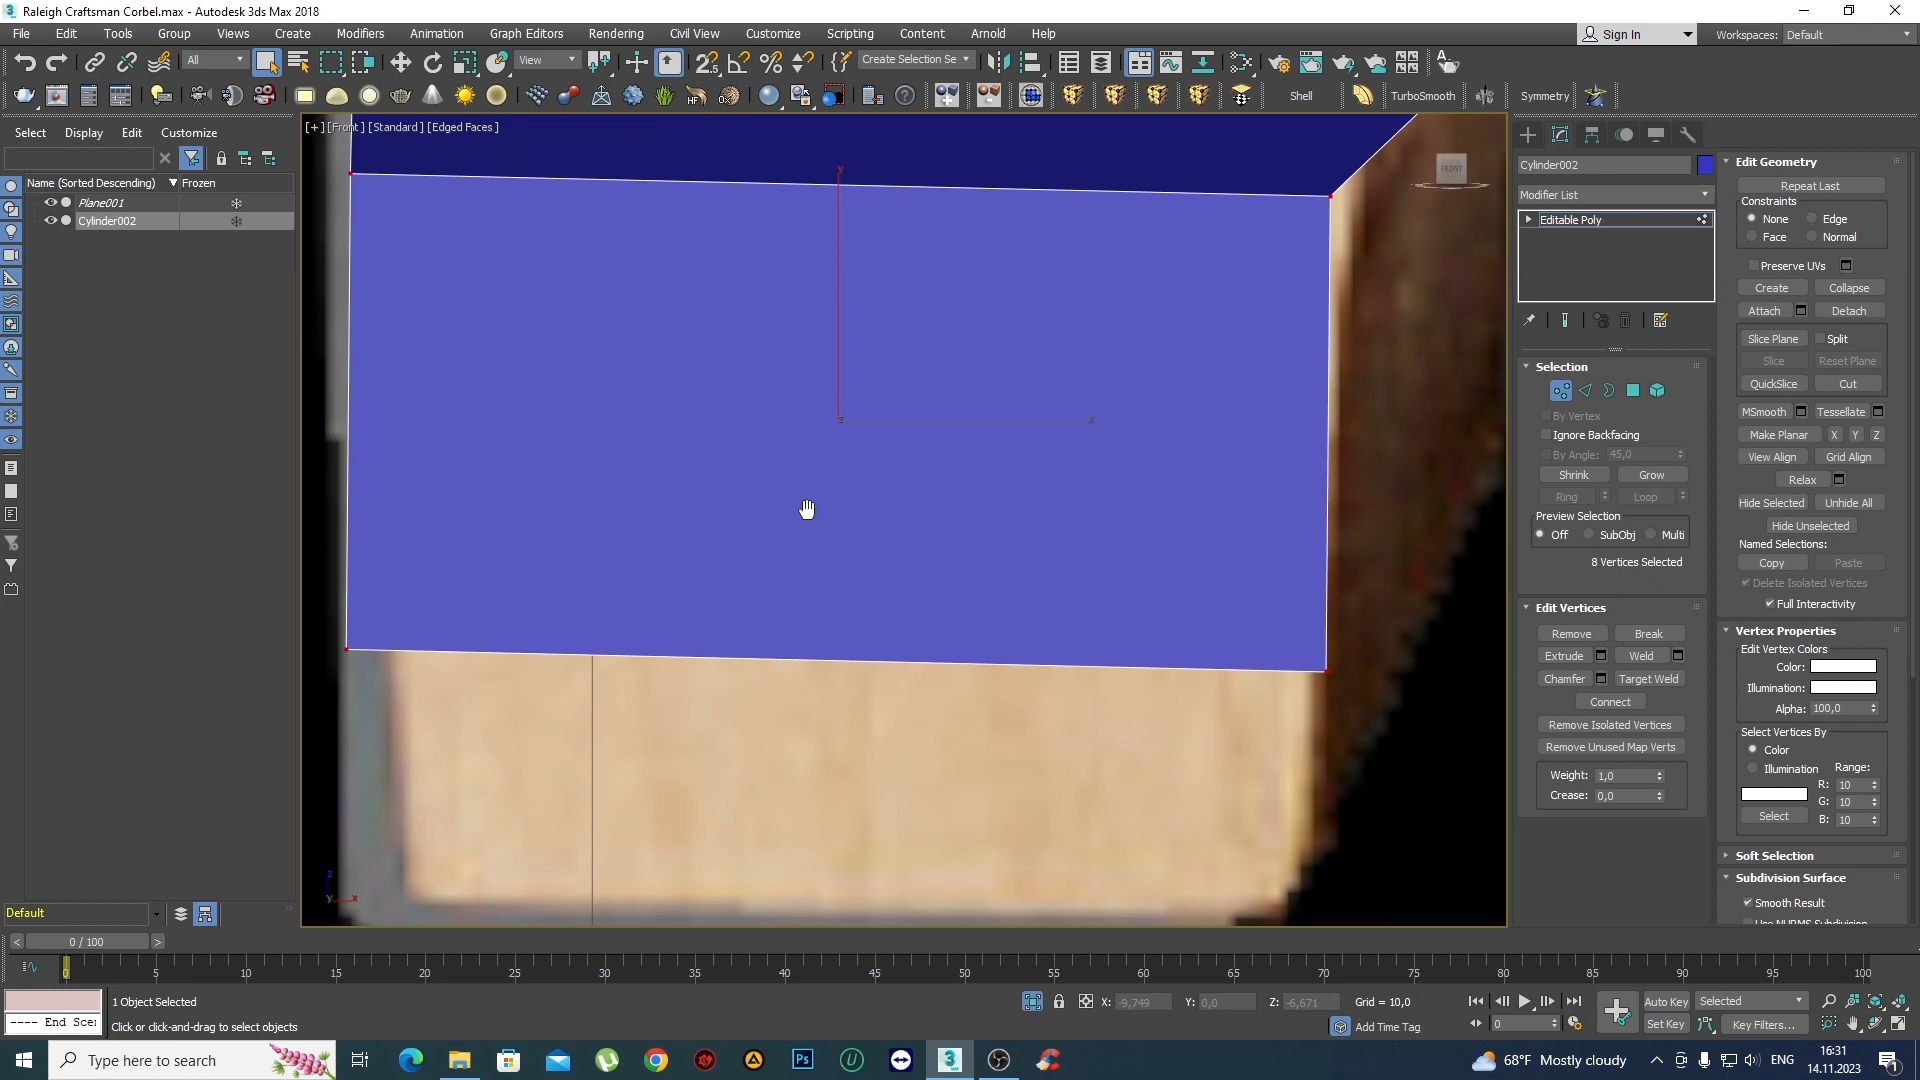 Raleigh Craftsman Corbel.max - Autodesk 3ds Max 2018
File Edit Tools Group Views Create Modifiers Animation Graph Editors Rendering Civil View Customize Scripting Content Arnold Help
Sign In Workspaces: Default
All View Create Selection Se
Shell TurboSmooth Symmetry
Select Display Edit Customize
[+] [Front ] [Standard ] [Edged Faces ]
Name (Sorted Descending) Frozen
Plane001
Cylinder002
FRONT
y
z x
z
y x
Cylinder002
Modifier List
Editable Poly
Selection
By Vertex
Ignore Backfacing
By Angle: 45,0
Shrink Grow
Ring Loop
Preview Selection
Off SubObj Multi
8 Vertices Selected
Edit Vertices
Remove Break
Extrude Weld
Chamfer Target Weld
Connect
Remove Isolated Vertices
Remove Unused Map Verts
Weight: 1,0
Crease: 0,0
Edit Geometry
Repeat Last
Constraints
None Edge
Face Normal
Preserve UVs
Create Collapse
Attach Detach
Slice Plane Split
Slice Reset Plane
QuickSlice Cut
MSmooth Tessellate
Make Planar X Y Z
View Align Grid Align
Relax
Hide Selected Unhide All
Hide Unselected
Named Selections:
Copy Paste
Delete Isolated Vertices
Full Interactivity
Vertex Properties
Edit Vertex Colors
Color:
Illumination:
Alpha: 100,0
Select Vertices By
Color
Illumination Range:
R: 10
G: 10
B: 10
Select
Soft Selection
Subdivision Surface
Smooth Result
Use NURMS Subdivision
Default
< 0 / 100 >
0 5 10 15 20 25 30 35 40 45 50 55 60 65 70 75 80 85 90 95 100
1 Object Selected
X: -9,749 Y: 0,0 Z: -6,671 Grid = 10,0
Auto Key Selected
---- End Sce
Click or click-and-drag to select objects
Add Time Tag
0
Set Key Key Filters...
Type here to search
Ps
3
MAX
68°F Mostly cloudy
ENG
16:31
14.11.2023
1